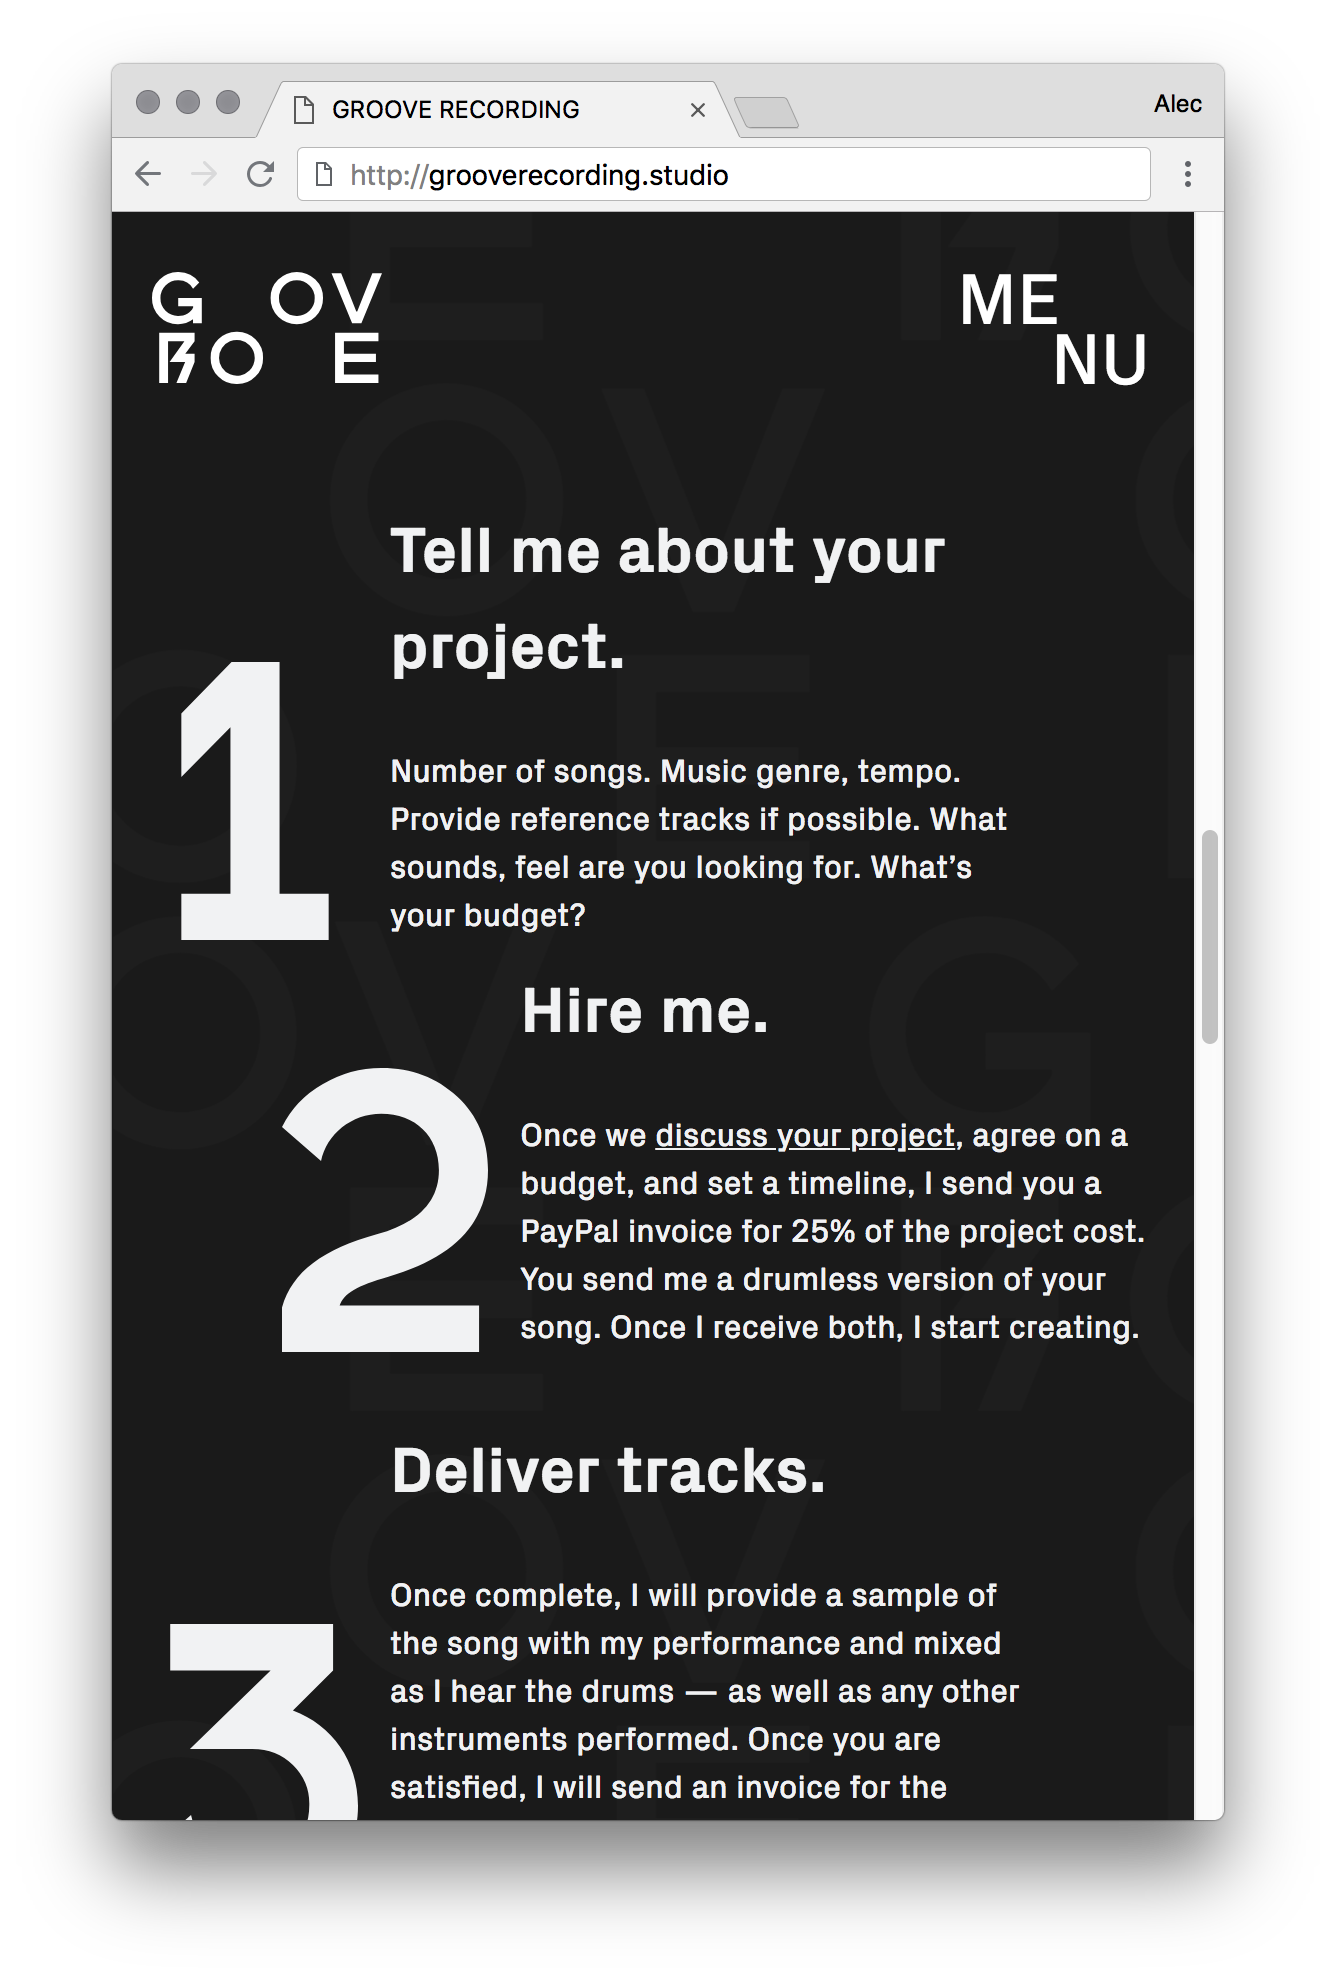 GROOVE RECORDING
Alec
http://grooverecording.studio
G OOV
RO E
ME
NU
Tell me about your
project.
1
Number of songs. Music genre, tempo.
Provide reference tracks if possible. What
sounds, feel are you looking for. What’s
your budget?
Hire me.
2
Once we discuss your project, agree on a
budget, and set a timeline, I send you a
PayPal invoice for 25% of the project cost.
You send me a drumless version of your
song. Once I receive both, I start creating.
Deliver tracks.
3
Once complete, I will provide a sample of
the song with my performance and mixed
as I hear the drums — as well as any other
instruments performed. Once you are
satisfied, I will send an invoice for the